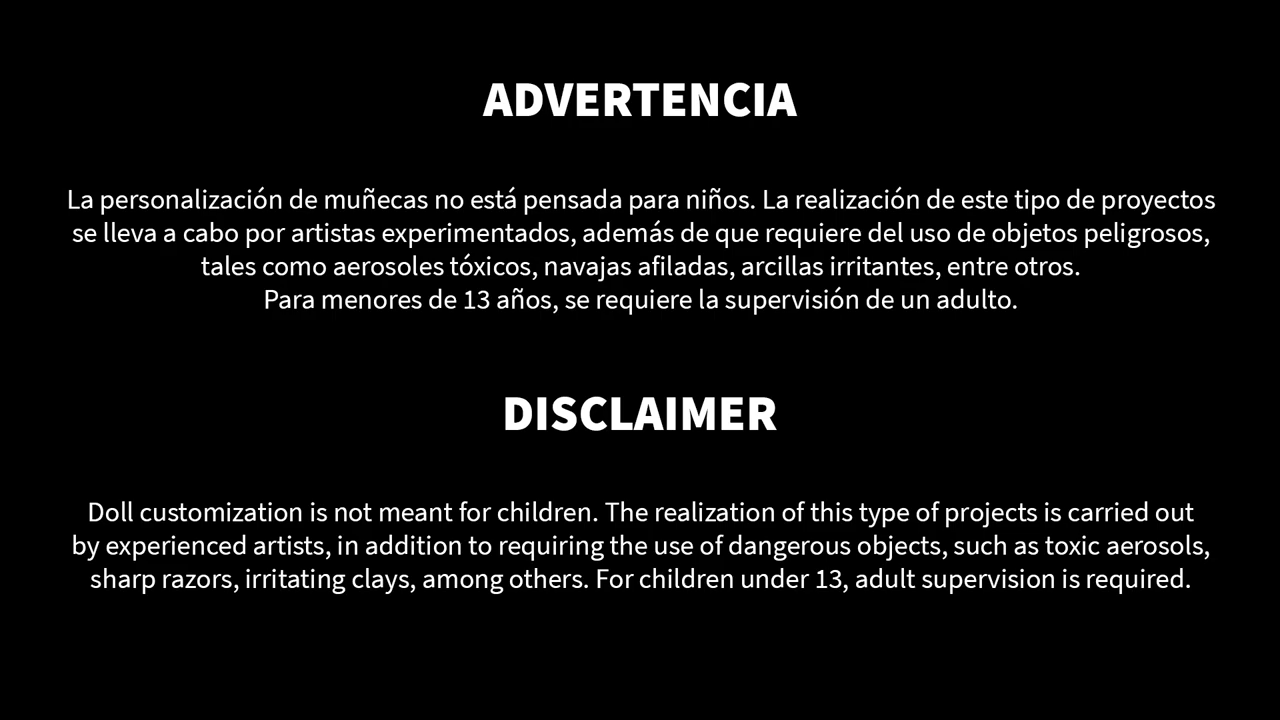 ADVERTENCIA
La personalización de muñecas no está pensada para niños. La realización de este tipo de proyectos
se lleva a cabo por artistas experimentados, además de que requiere del uso de objetos peligrosos,
tales como aerosoles tóxicos, navajas afiladas, arcillas irritantes, entre otros.
Para menores de 13 años, se requiere la supervisión de un adulto.
DISCLAIMER
Doll customization is not meant for children. The realization of this type of projects is carried out
by experienced artists, in addition to requiring the use of dangerous objects, such as toxic aerosols,
sharp razors, irritating clays, among others. For children under 13, adult supervision is required.